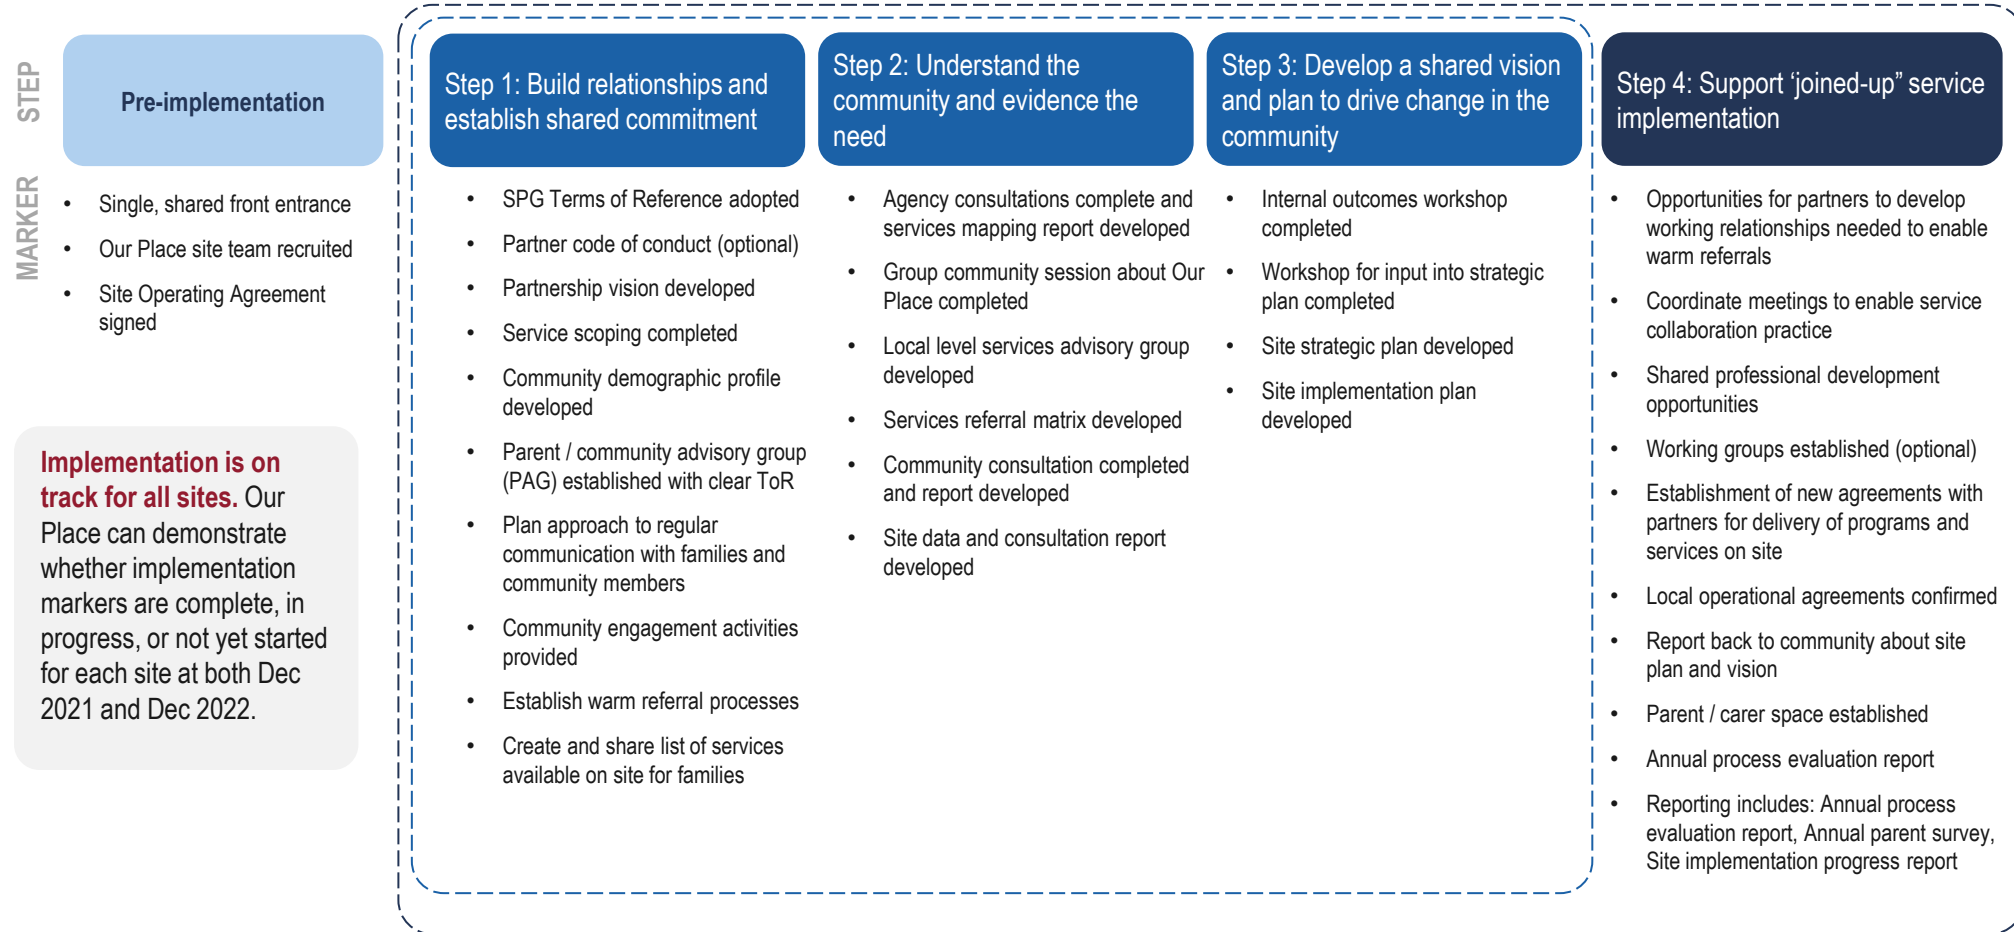 STEP
Pre-implementation
Step 1: Build relationships and
establish shared commitment
Step 2: Understand the
community and evidence the
need
Step 3: Develop a shared vision
and plan to drive change in the
community
Step 4: Support ‘joined-up” service
implementation
MARKER
• Single, shared front entrance
• Our Place site team recruited
• Site Operating Agreement
signed
Implementation is on
track for all sites. Our
Place can demonstrate
whether implementation
markers are complete, in
progress, or not yet started
for each site at both Dec
2021 and Dec 2022.
• SPG Terms of Reference adopted
• Partner code of conduct (optional)
• Partnership vision developed
• Service scoping completed
• Community demographic profile
developed
• Parent / community advisory group
(PAG) established with clear ToR
• Plan approach to regular
communication with families and
community members
• Community engagement activities
provided
• Establish warm referral processes
• Create and share list of services
available on site for families
• Agency consultations complete and
services mapping report developed
• Group community session about Our
Place completed
• Local level services advisory group
developed
• Services referral matrix developed
• Community consultation completed
and report developed
• Site data and consultation report
developed
• Internal outcomes workshop
completed
• Workshop for input into strategic
plan completed
• Site strategic plan developed
• Site implementation plan
developed
• Opportunities for partners to develop
working relationships needed to enable
warm referrals
• Coordinate meetings to enable service
collaboration practice
• Shared professional development
opportunities
• Working groups established (optional)
• Establishment of new agreements with
partners for delivery of programs and
services on site
• Local operational agreements confirmed
• Report back to community about site
plan and vision
• Parent / carer space established
• Annual process evaluation report
• Reporting includes: Annual process
evaluation report, Annual parent survey,
Site implementation progress report